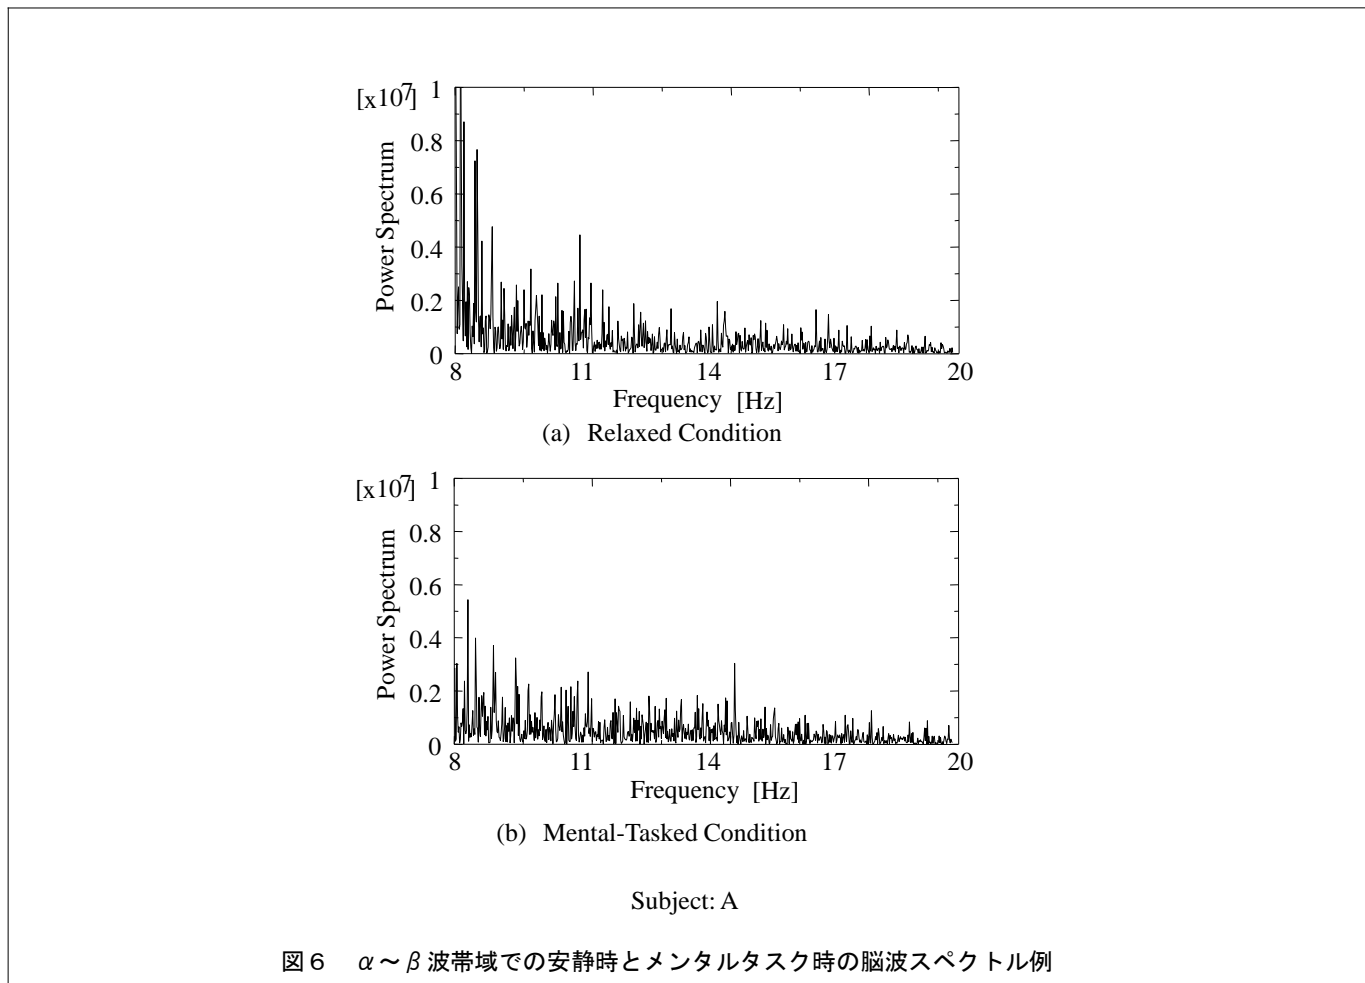 [x10⁷]
1
0.8
0.6
0.4
0.2
0
Power Spectrum
8 11 14 17 20
Frequency [Hz]
(a) Relaxed Condition
[x10⁷]
1
0.8
0.6
0.4
0.2
0
Power Spectrum
8 11 14 17 20
Frequency [Hz]
(b) Mental-Tasked Condition
Subject: A
図6 α～β波帯域での安静時とメンタルタスク時の脳波スペクトル例